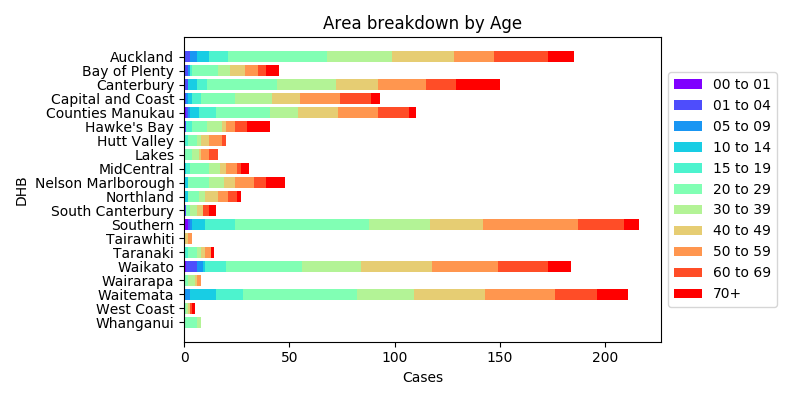 Area breakdown by Age
DHB
Auckland
Bay of Plenty
Canterbury
Capital and Coast
Counties Manukau
Hawke's Bay
Hutt Valley
Lakes
MidCentral
Nelson Marlborough
Northland
South Canterbury
Southern
Tairawhiti
Taranaki
Waikato
Wairarapa
Waitemata
West Coast
Whanganui
0 50 100 150 200
Cases
00 to 01
01 to 04
05 to 09
10 to 14
15 to 19
20 to 29
30 to 39
40 to 49
50 to 59
60 to 69
70+